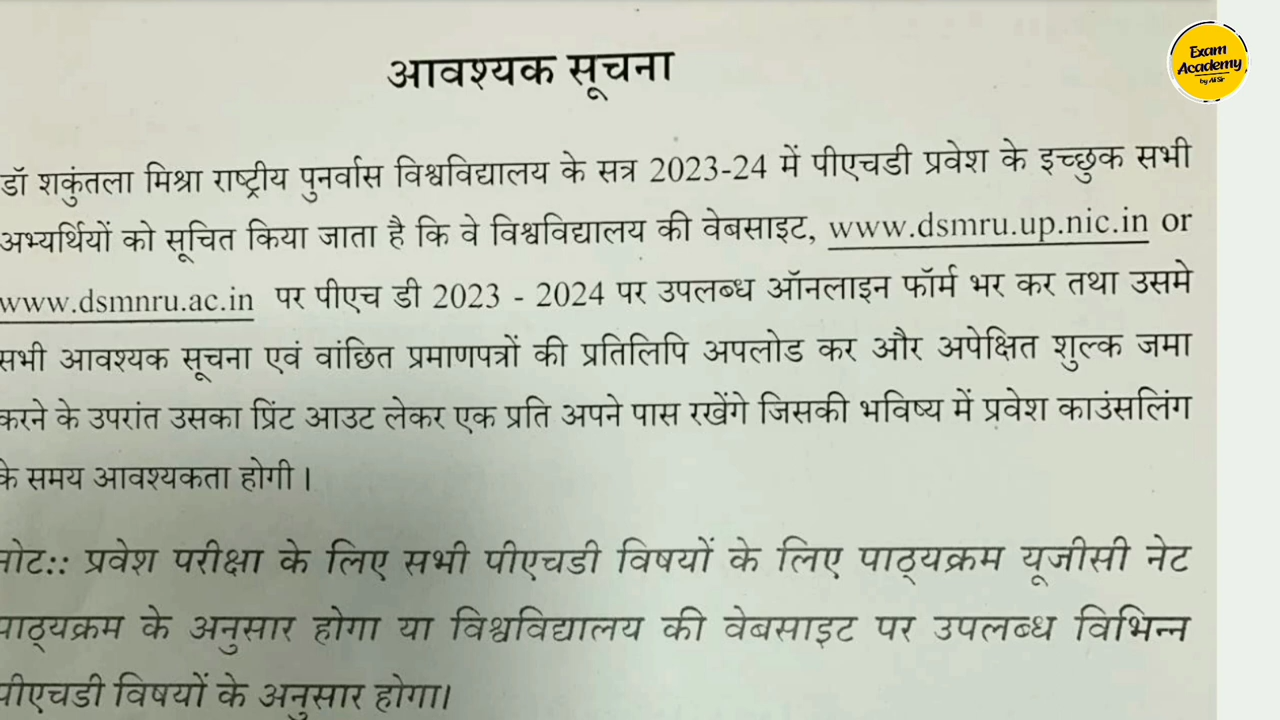 आवश्यक सूचना
Exam
Academy
by Ali Sir
डॉ शकुंतला मिश्रा राष्ट्रीय पुनर्वास विश्वविद्यालय के सत्र 2023-24 में पीएचडी प्रवेश के इच्छुक सभी
अभ्यर्थियों को सूचित किया जाता है कि वे विश्वविद्यालय की वेबसाइट, www.dsmru.up.nic.in or
www.dsmnru.ac.in पर पीएच डी 2023 - 2024 पर उपलब्ध ऑनलाइन फॉर्म भर कर तथा उसमे
सभी आवश्यक सूचना एवं वांछित प्रमाणपत्रों की प्रतिलिपि अपलोड कर और अपेक्षित शुल्क जमा
करने के उपरांत उसका प्रिंट आउट लेकर एक प्रति अपने पास रखेंगे जिसकी भविष्य में प्रवेश काउंसलिंग
के समय आवश्यकता होगी ।
नोट:: प्रवेश परीक्षा के लिए सभी पीएचडी विषयों के लिए पाठ्यक्रम यूजीसी नेट
पाठ्यक्रम के अनुसार होगा या विश्वविद्यालय की वेबसाइट पर उपलब्ध विभिन्न
पीएचडी विषयों के अनुसार होगा।